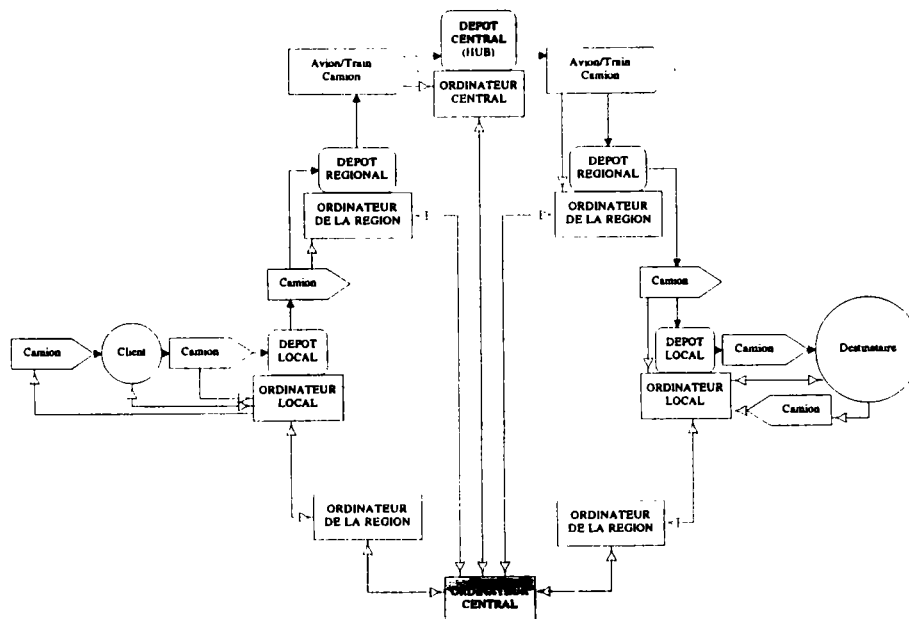 DEPOT
CENTRAL
(HUB)
Avion/Train
Camion
Avion/Train
Camion
ORDINATEUR
CENTRAL
DEPOT
REGIONAL
DEPOT
REGIONAL
ORDINATEUR
DE LA REGION
ORDINATEUR
DE LA REGION
Camion
Camion
Camion
Client
Camion
DEPOT
LOCAL
DEPOT
LOCAL
Camion
Destinataire
ORDINATEUR
LOCAL
ORDINATEUR
LOCAL
Camion
ORDINATEUR
DE LA REGION
ORDINATEUR
DE LA REGION
ORDINATEUR
CENTRAL